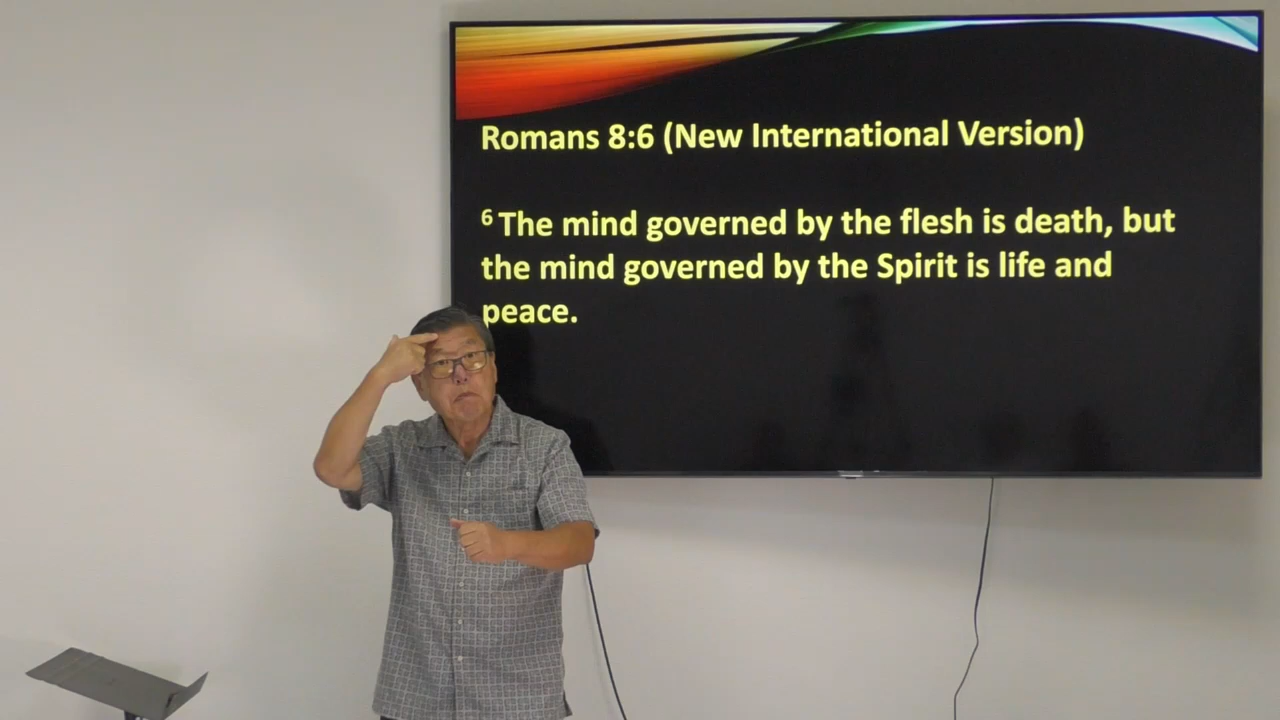 Romans 8:6 (New International Version)
⁶ The mind governed by the flesh is death, but
the mind governed by the Spirit is life and
peace.